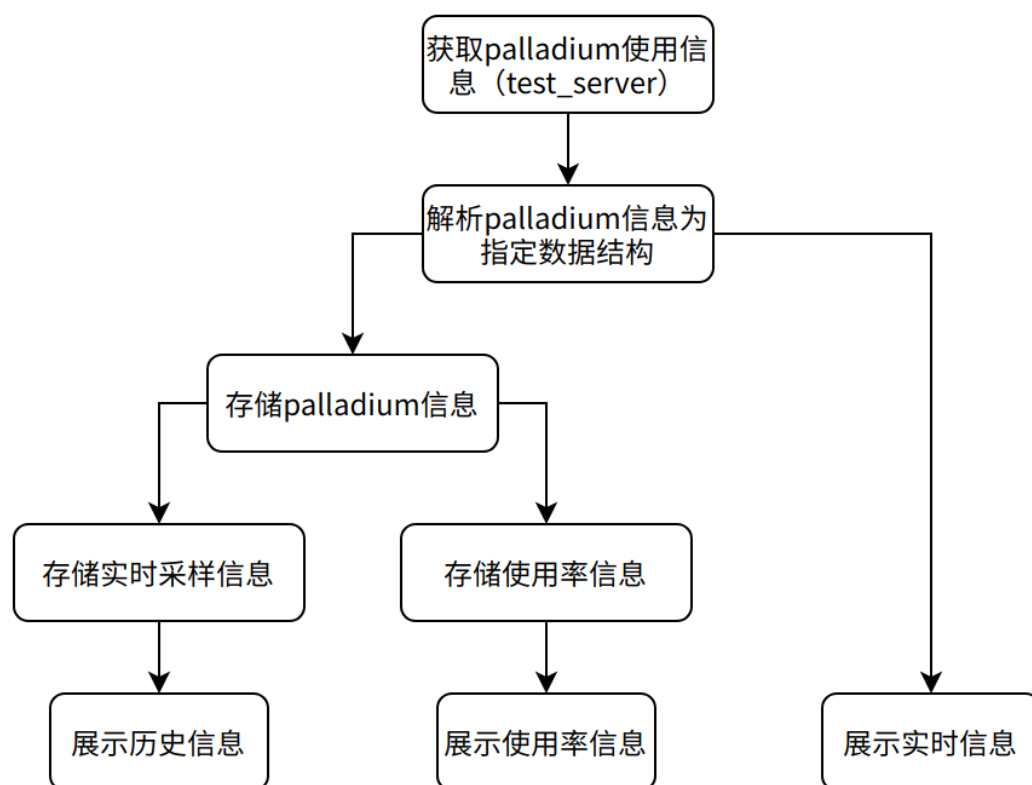 获取palladium使用信
息（test_server）
解析palladium信息为
指定数据结构
存储palladium信息
存储实时采样信息
存储使用率信息
展示历史信息
展示使用率信息
展示实时信息